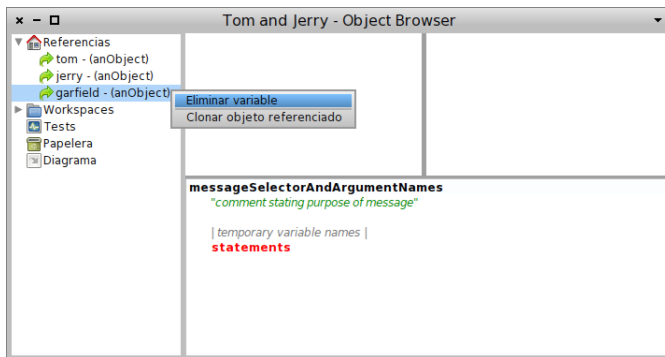 Tom and Jerry - Object Browser
Referencias
tom - (anObject)
jerry - (anObject)
garfield - (anObject)
Eliminar variable
Clonar objeto referenciado
Workspaces
Tests
Papelera
Diagrama
messageSelectorAndArgumentNames
"comment stating purpose of message"
| temporary variable names |
statements